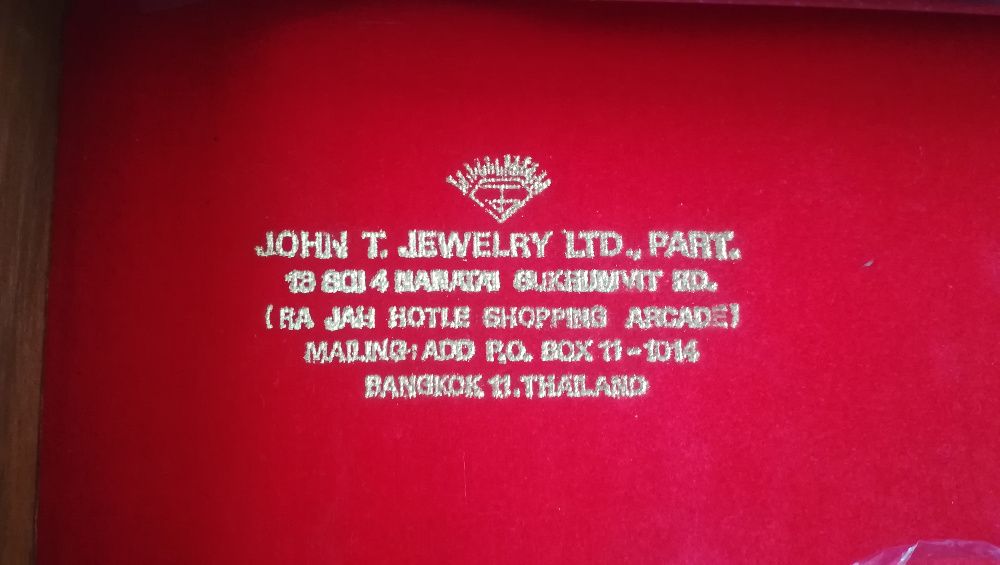 JOHN T. JEWELRY LTD., PART.
19 SOI 4 NANATAI SUKHUMVIT RD.
(RA JAH HOTLE SHOPPING ARCADE)
MAILING: ADD P.O. BOX 11-1014
BANGKOK 11. THAILAND